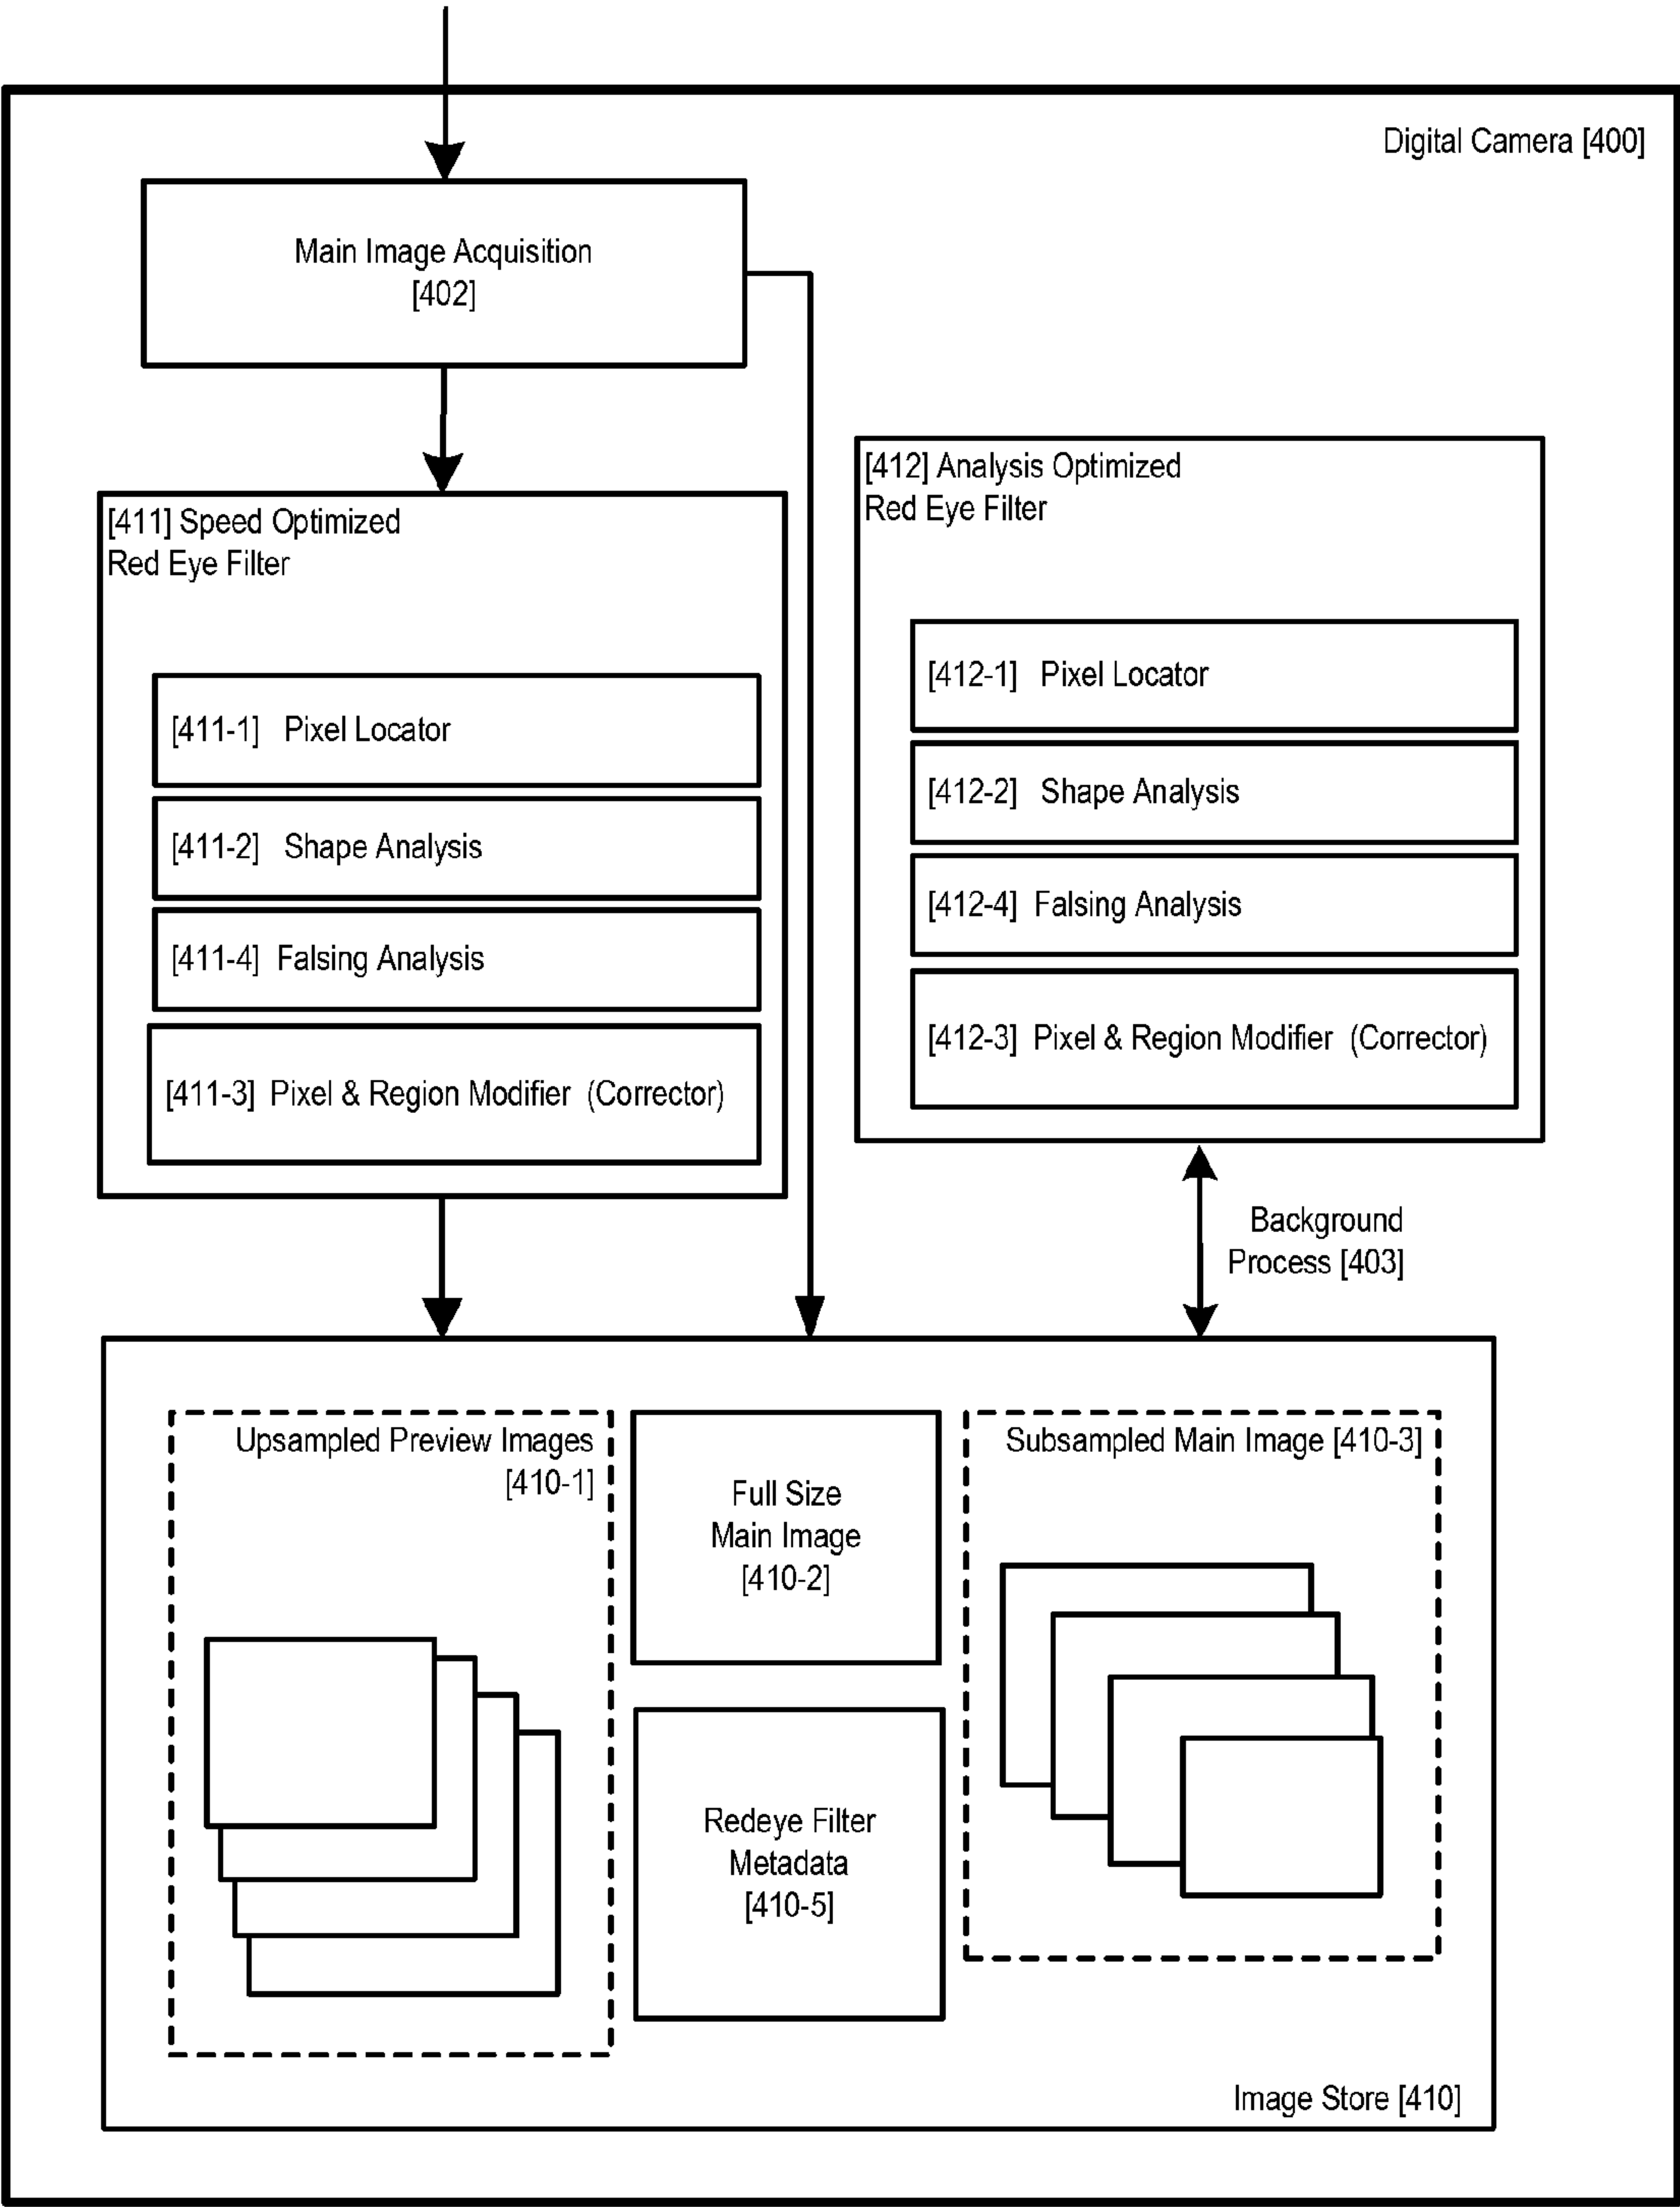 Digital Camera [400]
Main Image Acquisition
[402]
[411] Speed Optimized
Red Eye Filter
[411-1] Pixel Locator
[411-2] Shape Analysis
[411-4] Falsing Analysis
[411-3] Pixel & Region Modifier (Corrector)
[412] Analysis Optimized
Red Eye Filter
[412-1] Pixel Locator
[412-2] Shape Analysis
[412-4] Falsing Analysis
[412-3] Pixel & Region Modifier (Corrector)
Background
Process [403]
Upsampled Preview Images
[410-1]
Full Size
Main Image
[410-2]
Subsampled Main Image [410-3]
Redeye Filter
Metadata
[410-5]
Image Store [410]